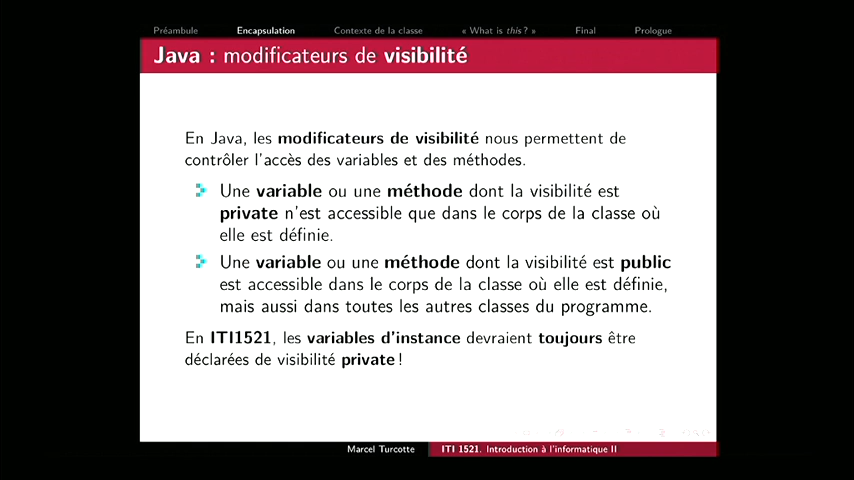 Préambule Encapsulation Contexte de la classe « What is this ? » Final Prologue
Java : modificateurs de visibilité
En Java, les modificateurs de visibilité nous permettent de
contrôler l'accès des variables et des méthodes.
Une variable ou une méthode dont la visibilité est
private n'est accessible que dans le corps de la classe où
elle est définie.
Une variable ou une méthode dont la visibilité est public
est accessible dans le corps de la classe où elle est définie,
mais aussi dans toutes les autres classes du programme.
En ITI1521, les variables d'instance devraient toujours être
déclarées de visibilité private !
Marcel Turcotte ITI 1521. Introduction à l'informatique II